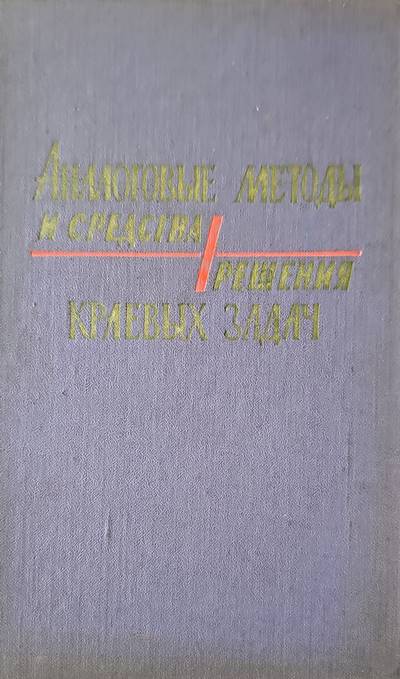 Аналоговые методы
и средства
решения
краевых задач